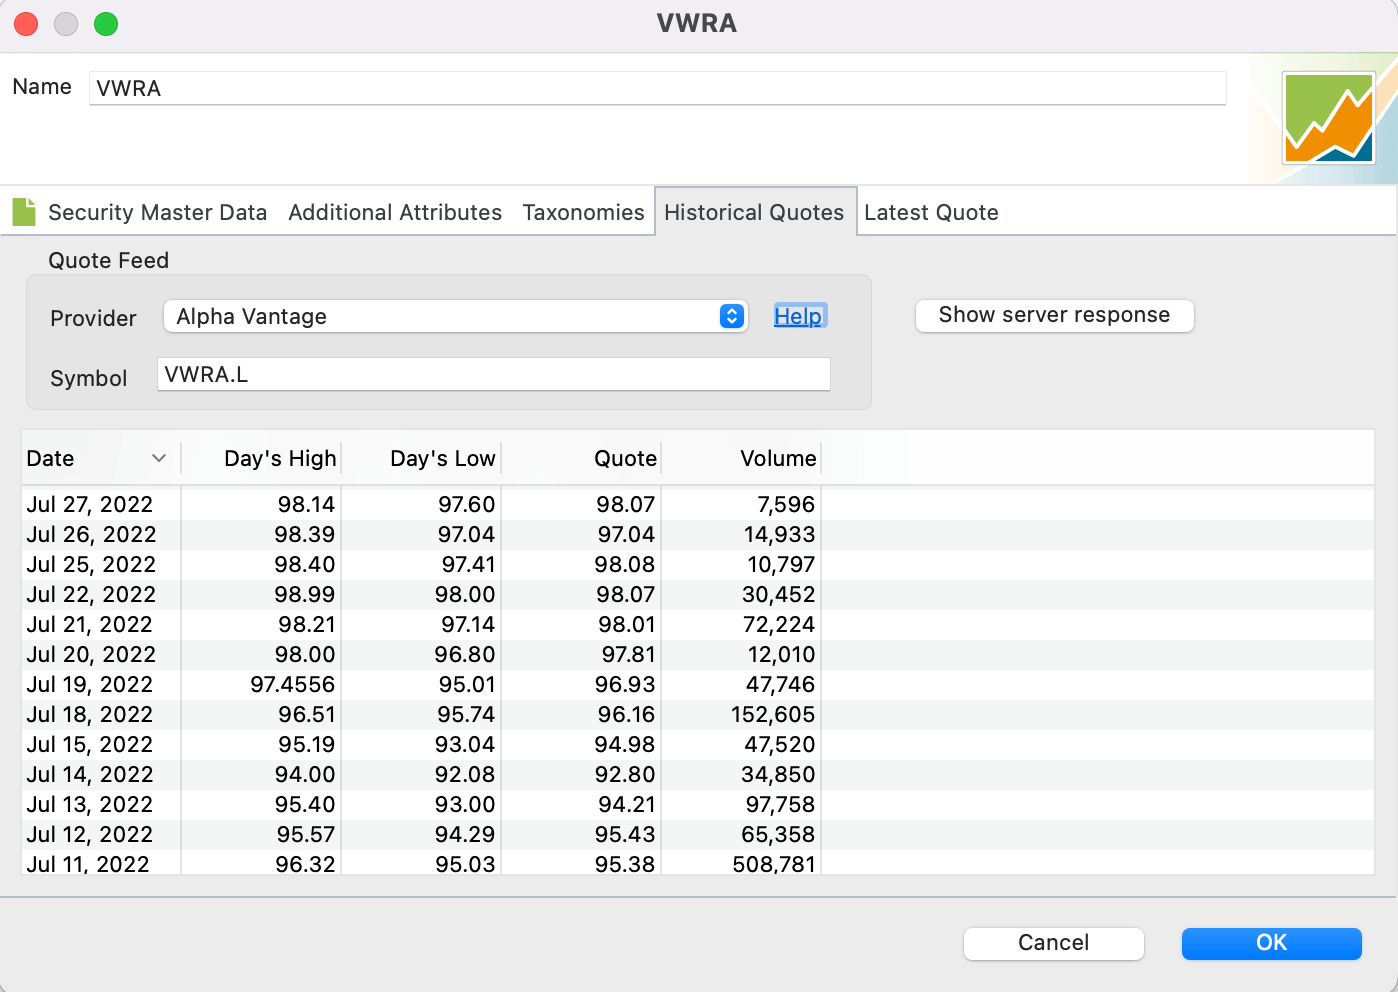 VWRA
Name VWRA
Security Master Data Additional Attributes Taxonomies Historical Quotes Latest Quote
Quote Feed
Provider Alpha Vantage Help Show server response
Symbol VWRA.L
Date Day's High Day's Low Quote Volume
Jul 27, 2022 98.14 97.60 98.07 7,596
Jul 26, 2022 98.39 97.04 97.04 14,933
Jul 25, 2022 98.40 97.41 98.08 10,797
Jul 22, 2022 98.99 98.00 98.07 30,452
Jul 21, 2022 98.21 97.14 98.01 72,224
Jul 20, 2022 98.00 96.80 97.81 12,010
Jul 19, 2022 97.4556 95.01 96.93 47,746
Jul 18, 2022 96.51 95.74 96.16 152,605
Jul 15, 2022 95.19 93.04 94.98 47,520
Jul 14, 2022 94.00 92.08 92.80 34,850
Jul 13, 2022 95.40 93.00 94.21 97,758
Jul 12, 2022 95.57 94.29 95.43 65,358
Jul 11, 2022 96.32 95.03 95.38 508,781
Cancel OK